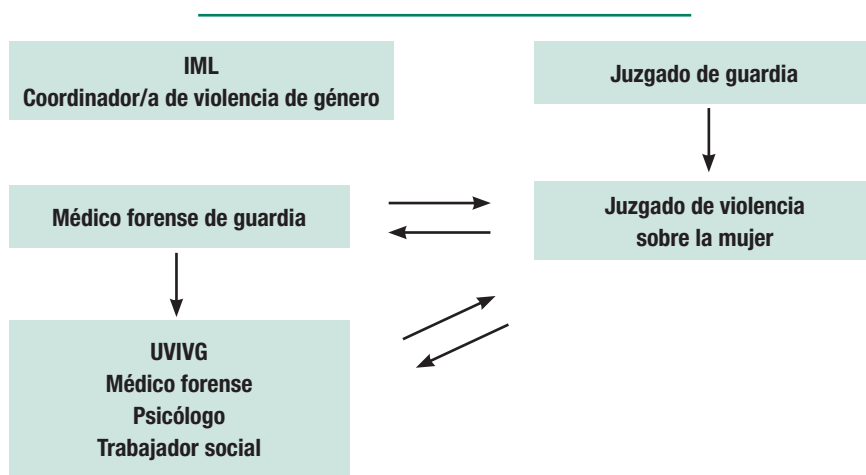 IML
Coordinador/a de violencia de género
Juzgado de guardia
Médico forense de guardia
Juzgado de violencia
sobre la mujer
UVIVG
Médico forense
Psicólogo
Trabajador social